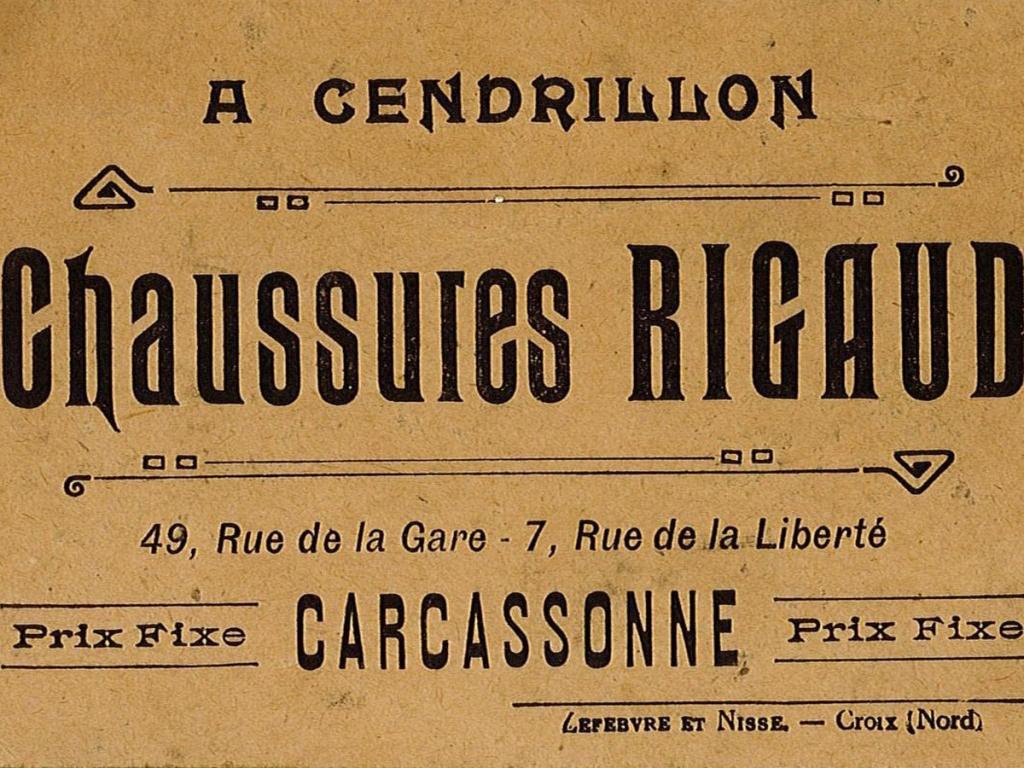 A CENDRILLON
Chaussures RIGAUD
49, Rue de la Gare - 7, Rue de la Liberté
Prix Fixe CARCASSONNE Prix Fixe
LEFEBVRE ET NISSE. — CROIX (Nord)